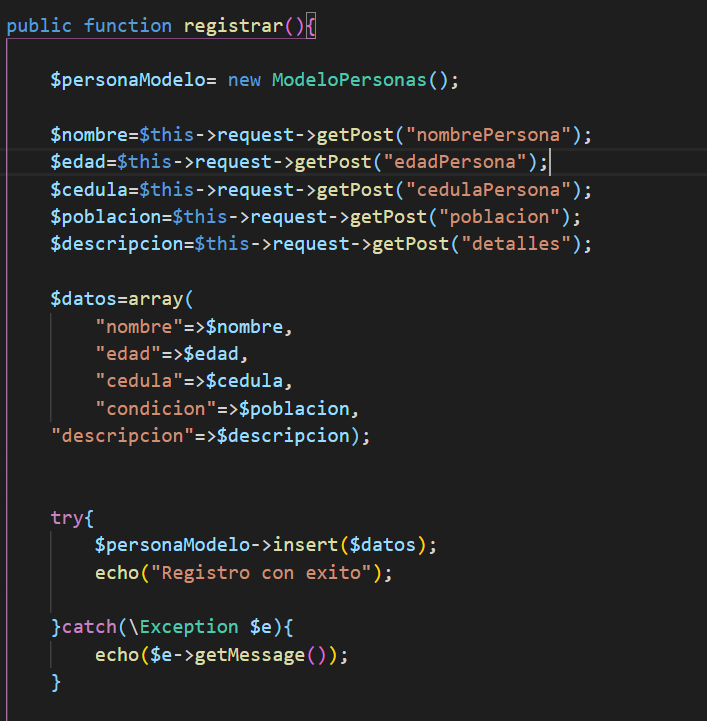 public function registrar(){
$personaModelo= new ModeloPersonas();
$nombre=$this->request->getPost("nombrePersona");
$edad=$this->request->getPost("edadPersona");
$cedula=$this->request->getPost("cedulaPersona");
$poblacion=$this->request->getPost("poblacion");
$descripcion=$this->request->getPost("detalles");
$datos=array(
"nombre"=>$nombre,
"edad"=>$edad,
"cedula"=>$cedula,
"condicion"=>$poblacion,
"descripcion"=>$descripcion);
try{
$personaModelo->insert($datos);
echo("Registro con exito");
}catch(\Exception $e){
echo($e->getMessage());
}